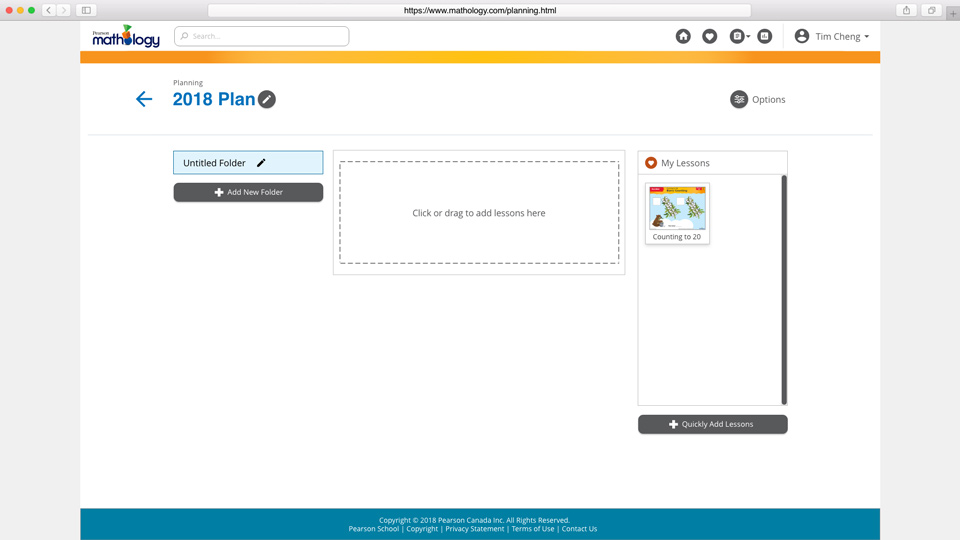 https://www.mathology.com/planning.html
Pearson
mathology
Search...
Tim Cheng
Planning
2018 Plan
Options
Untitled Folder
Add New Folder
Click or drag to add lessons here
My Lessons
Counting to 20
Quickly Add Lessons
Copyright © 2018 Pearson Canada Inc. All Rights Reserved.
Pearson School | Copyright | Privacy Statement | Terms of Use | Contact Us